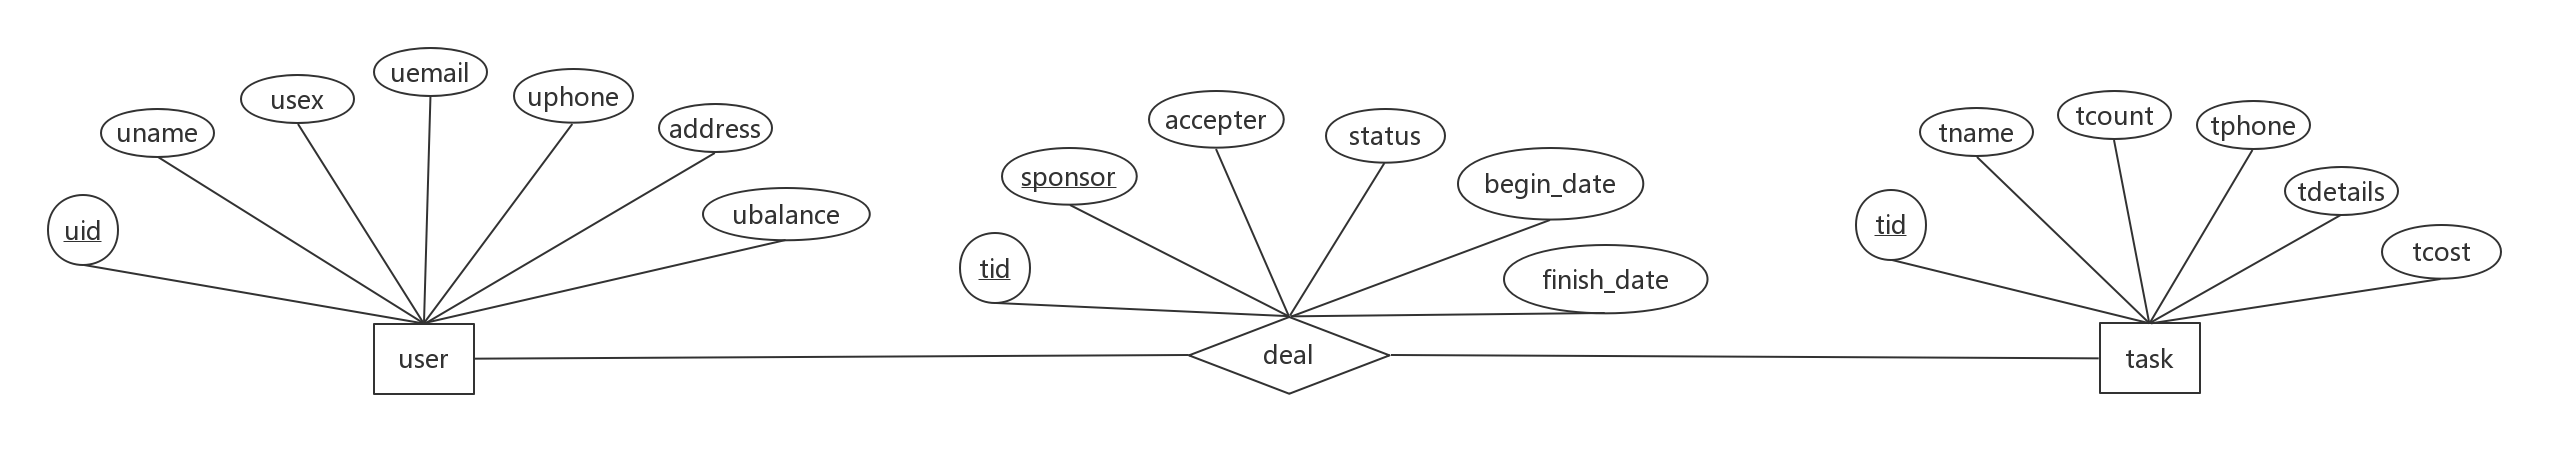 uid
uname
usex
uemail
uphone
address
ubalance
user
tid
sponsor
accepter
status
begin_date
finish_date
deal
tid
tname
tcount
tphone
tdetails
tcost
task